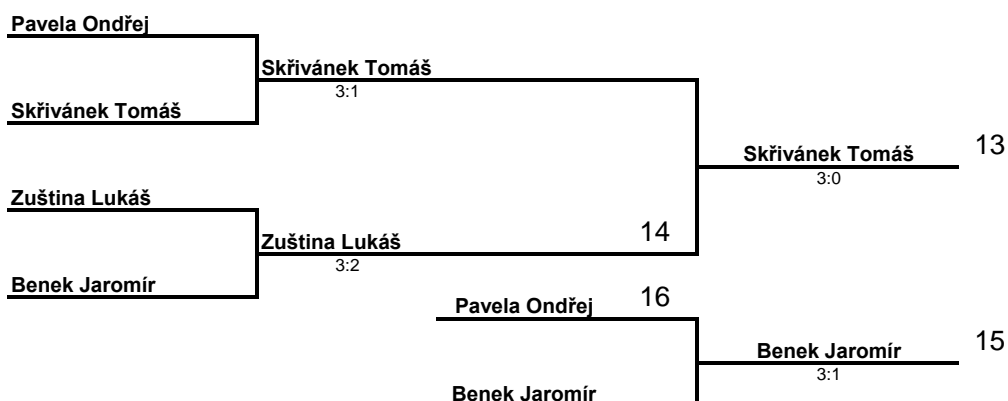 Pavela Ondřej
Skřivánek Tomáš
3:1
Skřivánek Tomáš
Skřivánek Tomáš 13
3:0
Zuština Lukáš
Zuština Lukáš 14
3:2
Benek Jaromír
Pavela Ondřej 16
Benek Jaromír 15
3:1
Benek Jaromír